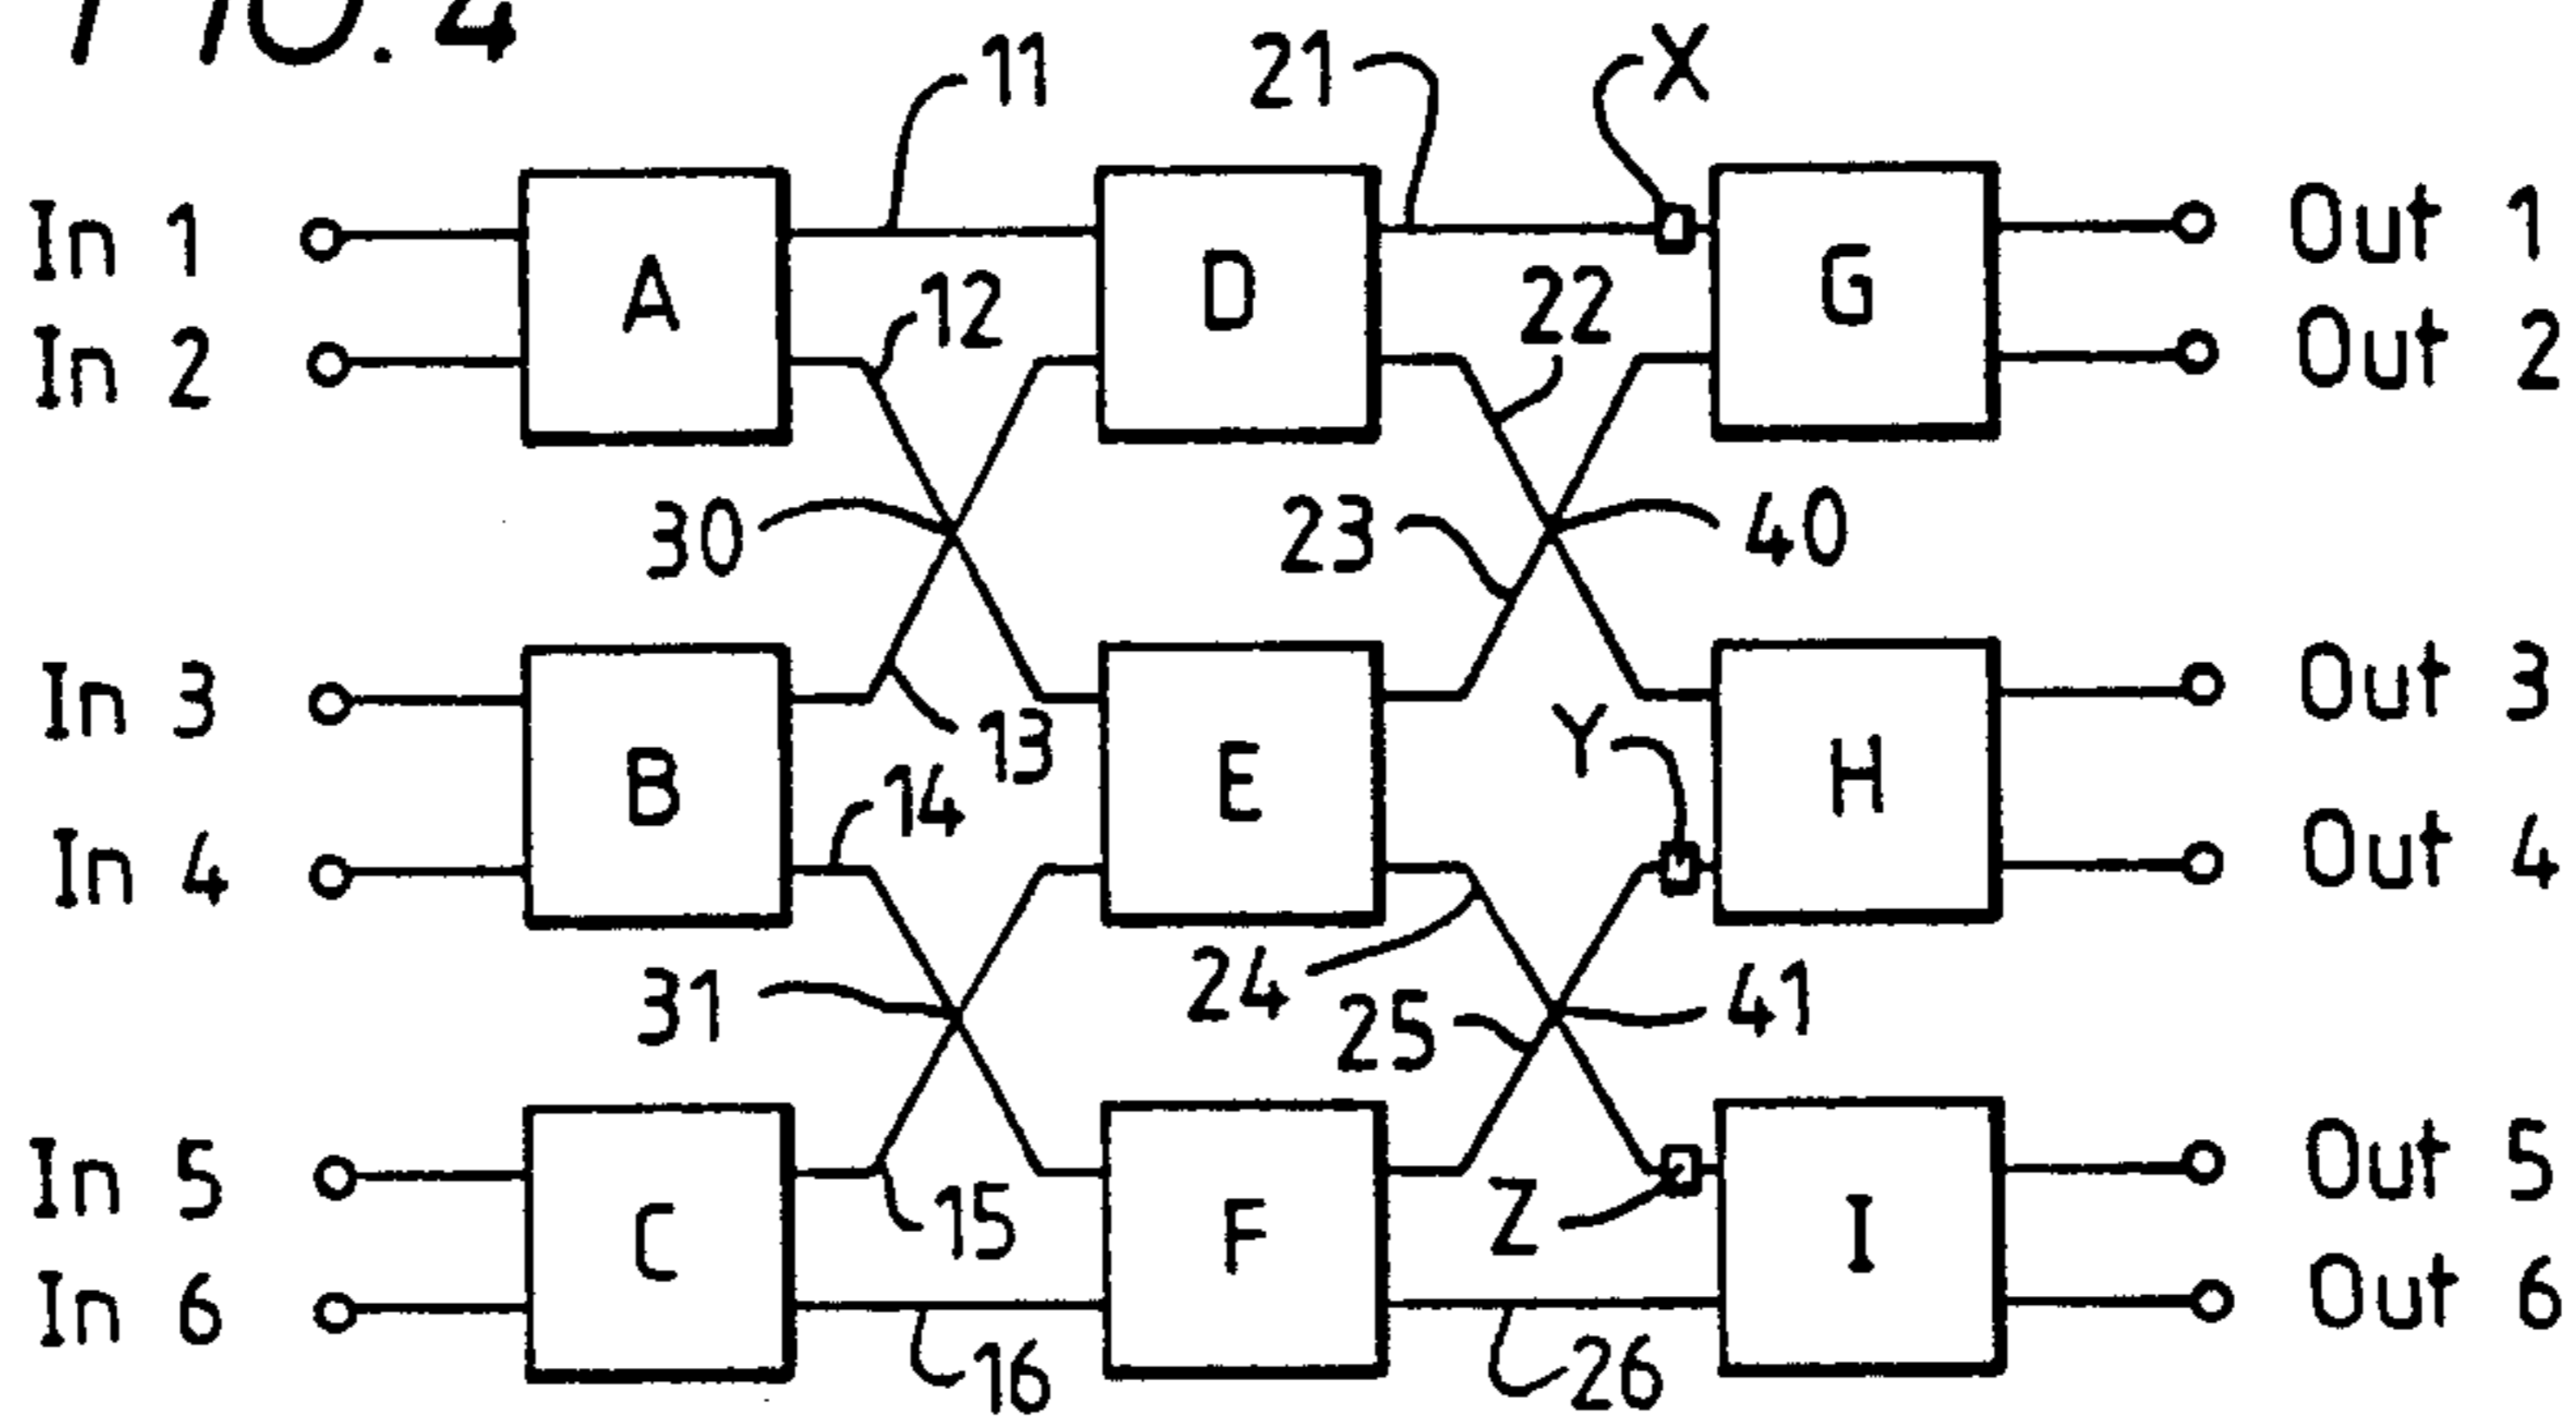 FIG. 4
11 21 X
In 1 A D G Out 1
In 2 12 22 Out 2
30 23 40
In 3 B 13 E Y H Out 3
In 4 14 Out 4
31 24 25 41
In 5 C 15 F Z I Out 5
In 6 16 26 Out 6